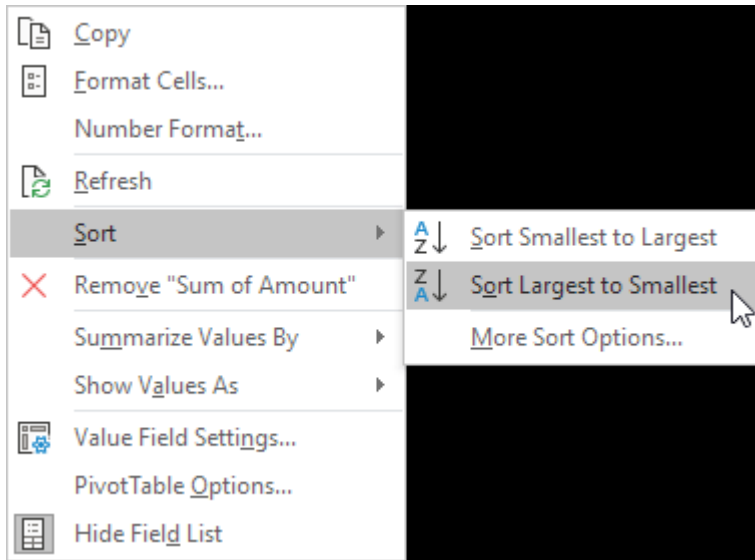 Copy
Format Cells...
Number Format...
Refresh
Sort
Remove "Sum of Amount"
Summarize Values By
Show Values As
Value Field Settings...
PivotTable Options...
Hide Field List
A
Z
Sort Smallest to Largest
Z
A
Sort Largest to Smallest
More Sort Options...